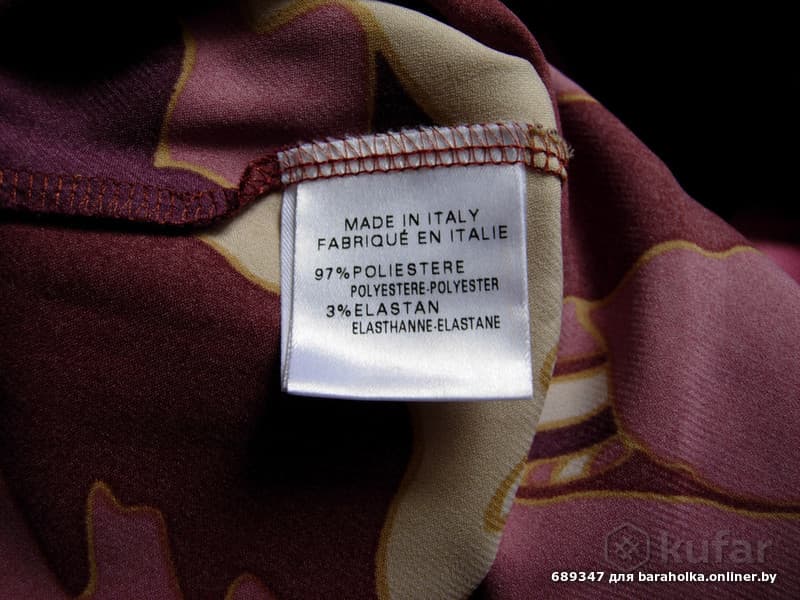 MADE IN ITALY
FABRIQUÉ EN ITALIE
97% POLIESTERE
POLYESTERE-POLYESTER
3% ELASTAN
ELASTHANNE-ELASTANE
kufar
689347 для baraholka.onliner.by